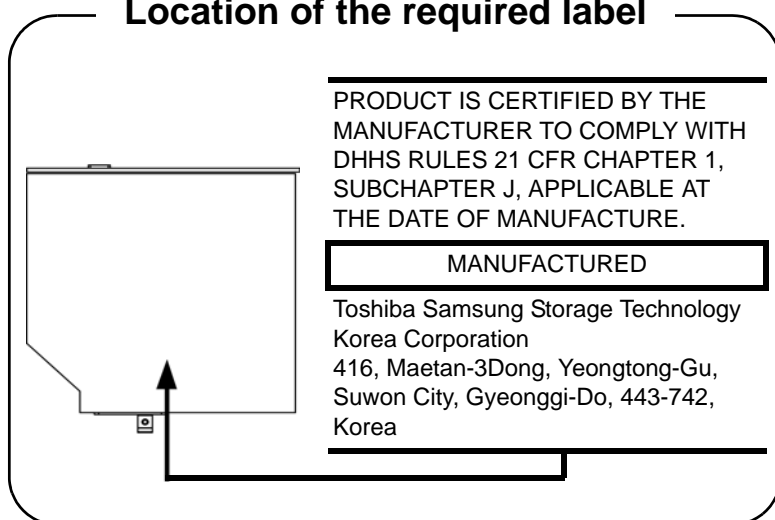 Location of the required label
PRODUCT IS CERTIFIED BY THE
MANUFACTURER TO COMPLY WITH
DHHS RULES 21 CFR CHAPTER 1,
SUBCHAPTER J, APPLICABLE AT
THE DATE OF MANUFACTURE.
MANUFACTURED
Toshiba Samsung Storage Technology
Korea Corporation
416, Maetan-3Dong, Yeongtong-Gu,
Suwon City, Gyeonggi-Do, 443-742,
Korea